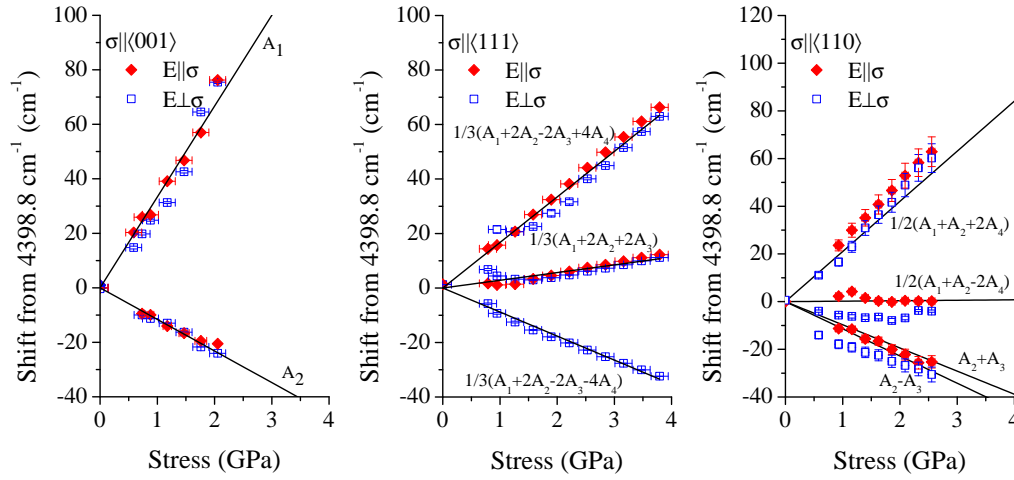 Shift from 4398.8 cm⁻¹ (cm⁻¹)
100
80
60
40
20
0
-20
-40
σ||⟨001⟩
E||σ
E⊥σ
A₁
A₂
0 1 2 3 4
Stress (GPa)
Shift from 4398.8 cm⁻¹ (cm⁻¹)
100
80
60
40
20
0
-20
-40
σ||⟨111⟩
E||σ
E⊥σ
1/3(A₁+2A₂-2A₃+4A₄)
1/3(A₁+2A₂+2A₃)
1/3(A₁+2A₂-2A₃-4A₄)
0 1 2 3 4
Stress (GPa)
Shift from 4398.8 cm⁻¹ (cm⁻¹)
120
100
80
60
40
20
0
-20
-40
σ||⟨110⟩
E||σ
E⊥σ
1/2(A₁+A₂+2A₄)
1/2(A₁+A₂-2A₄)
A₂+A₃
A₂-A₃
0 1 2 3 4
Stress (GPa)